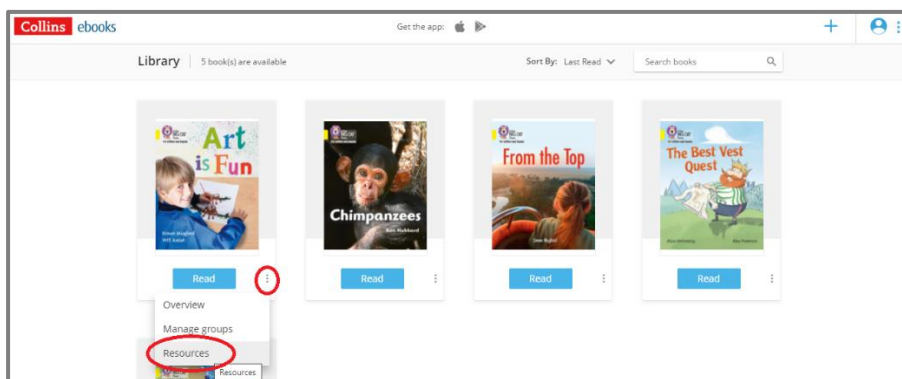 Collins ebooks
Get the app:
Library
5 book(s) are available
Sort By: Last Read
Search books
Art
is Fun
Chimpanzees
From the Top
The Best Vest
Quest
Read
Read
Read
Read
Overview
Manage groups
Resources
Resources